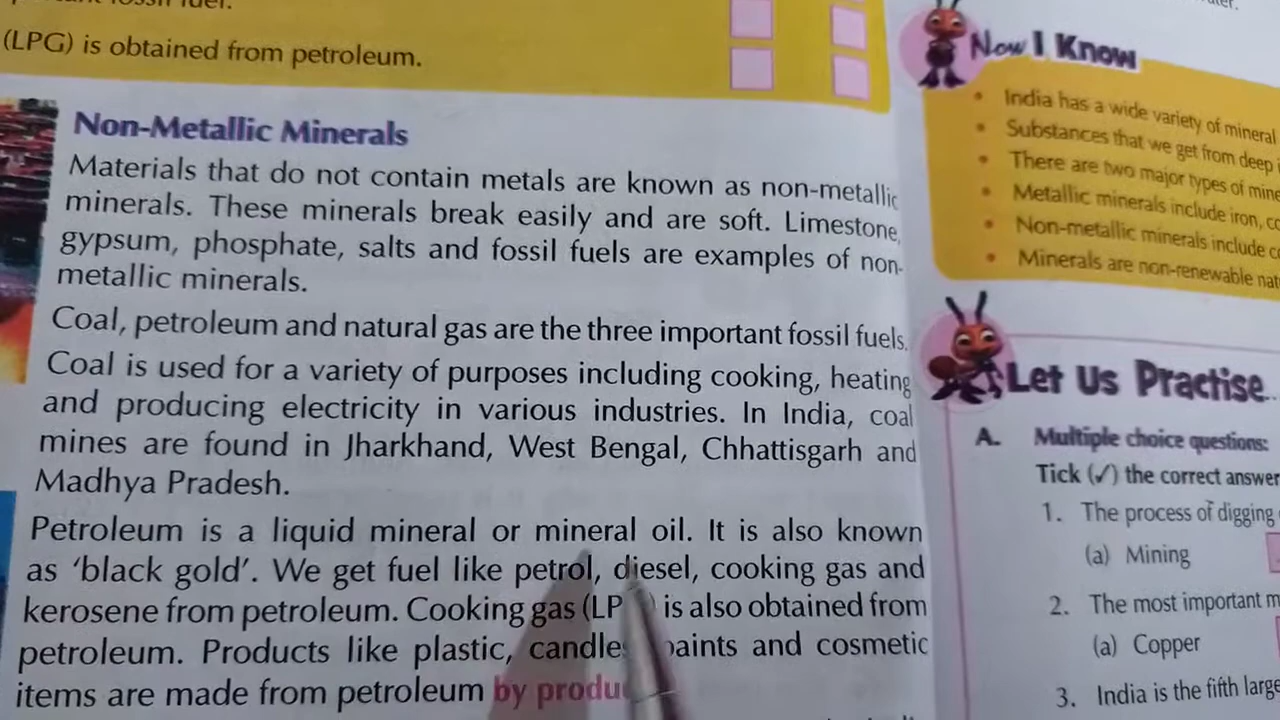 (LPG) is obtained from petroleum.
Non-Metallic Minerals
Materials that do not contain metals are known as non-metallic
minerals. These minerals break easily and are soft. Limestone,
gypsum, phosphate, salts and fossil fuels are examples of non-
metallic minerals.
Coal, petroleum and natural gas are the three important fossil fuels.
Coal is used for a variety of purposes including cooking, heating
and producing electricity in various industries. In India, coal
mines are found in Jharkhand, West Bengal, Chhattisgarh and
Madhya Pradesh.
Petroleum is a liquid mineral or mineral oil. It is also known
as ‘black gold’. We get fuel like petrol, diesel, cooking gas and
kerosene from petroleum. Cooking gas (LP is also obtained from
petroleum. Products like plastic, candles paints and cosmetic
items are made from petroleum by
Now I Know
• India has a wide variety of mineral
• Substances that we get from deep
• There are two major types of
• Metallic minerals include iron,
• Non-metallic minerals include
• Minerals are non-renewable
Let Us Practise..
A. Multiple choice questions:
Tick (✓) the correct answer
1. The process of digging
(a) Mining
2. The most important
(a) Copper
3. India is the fifth